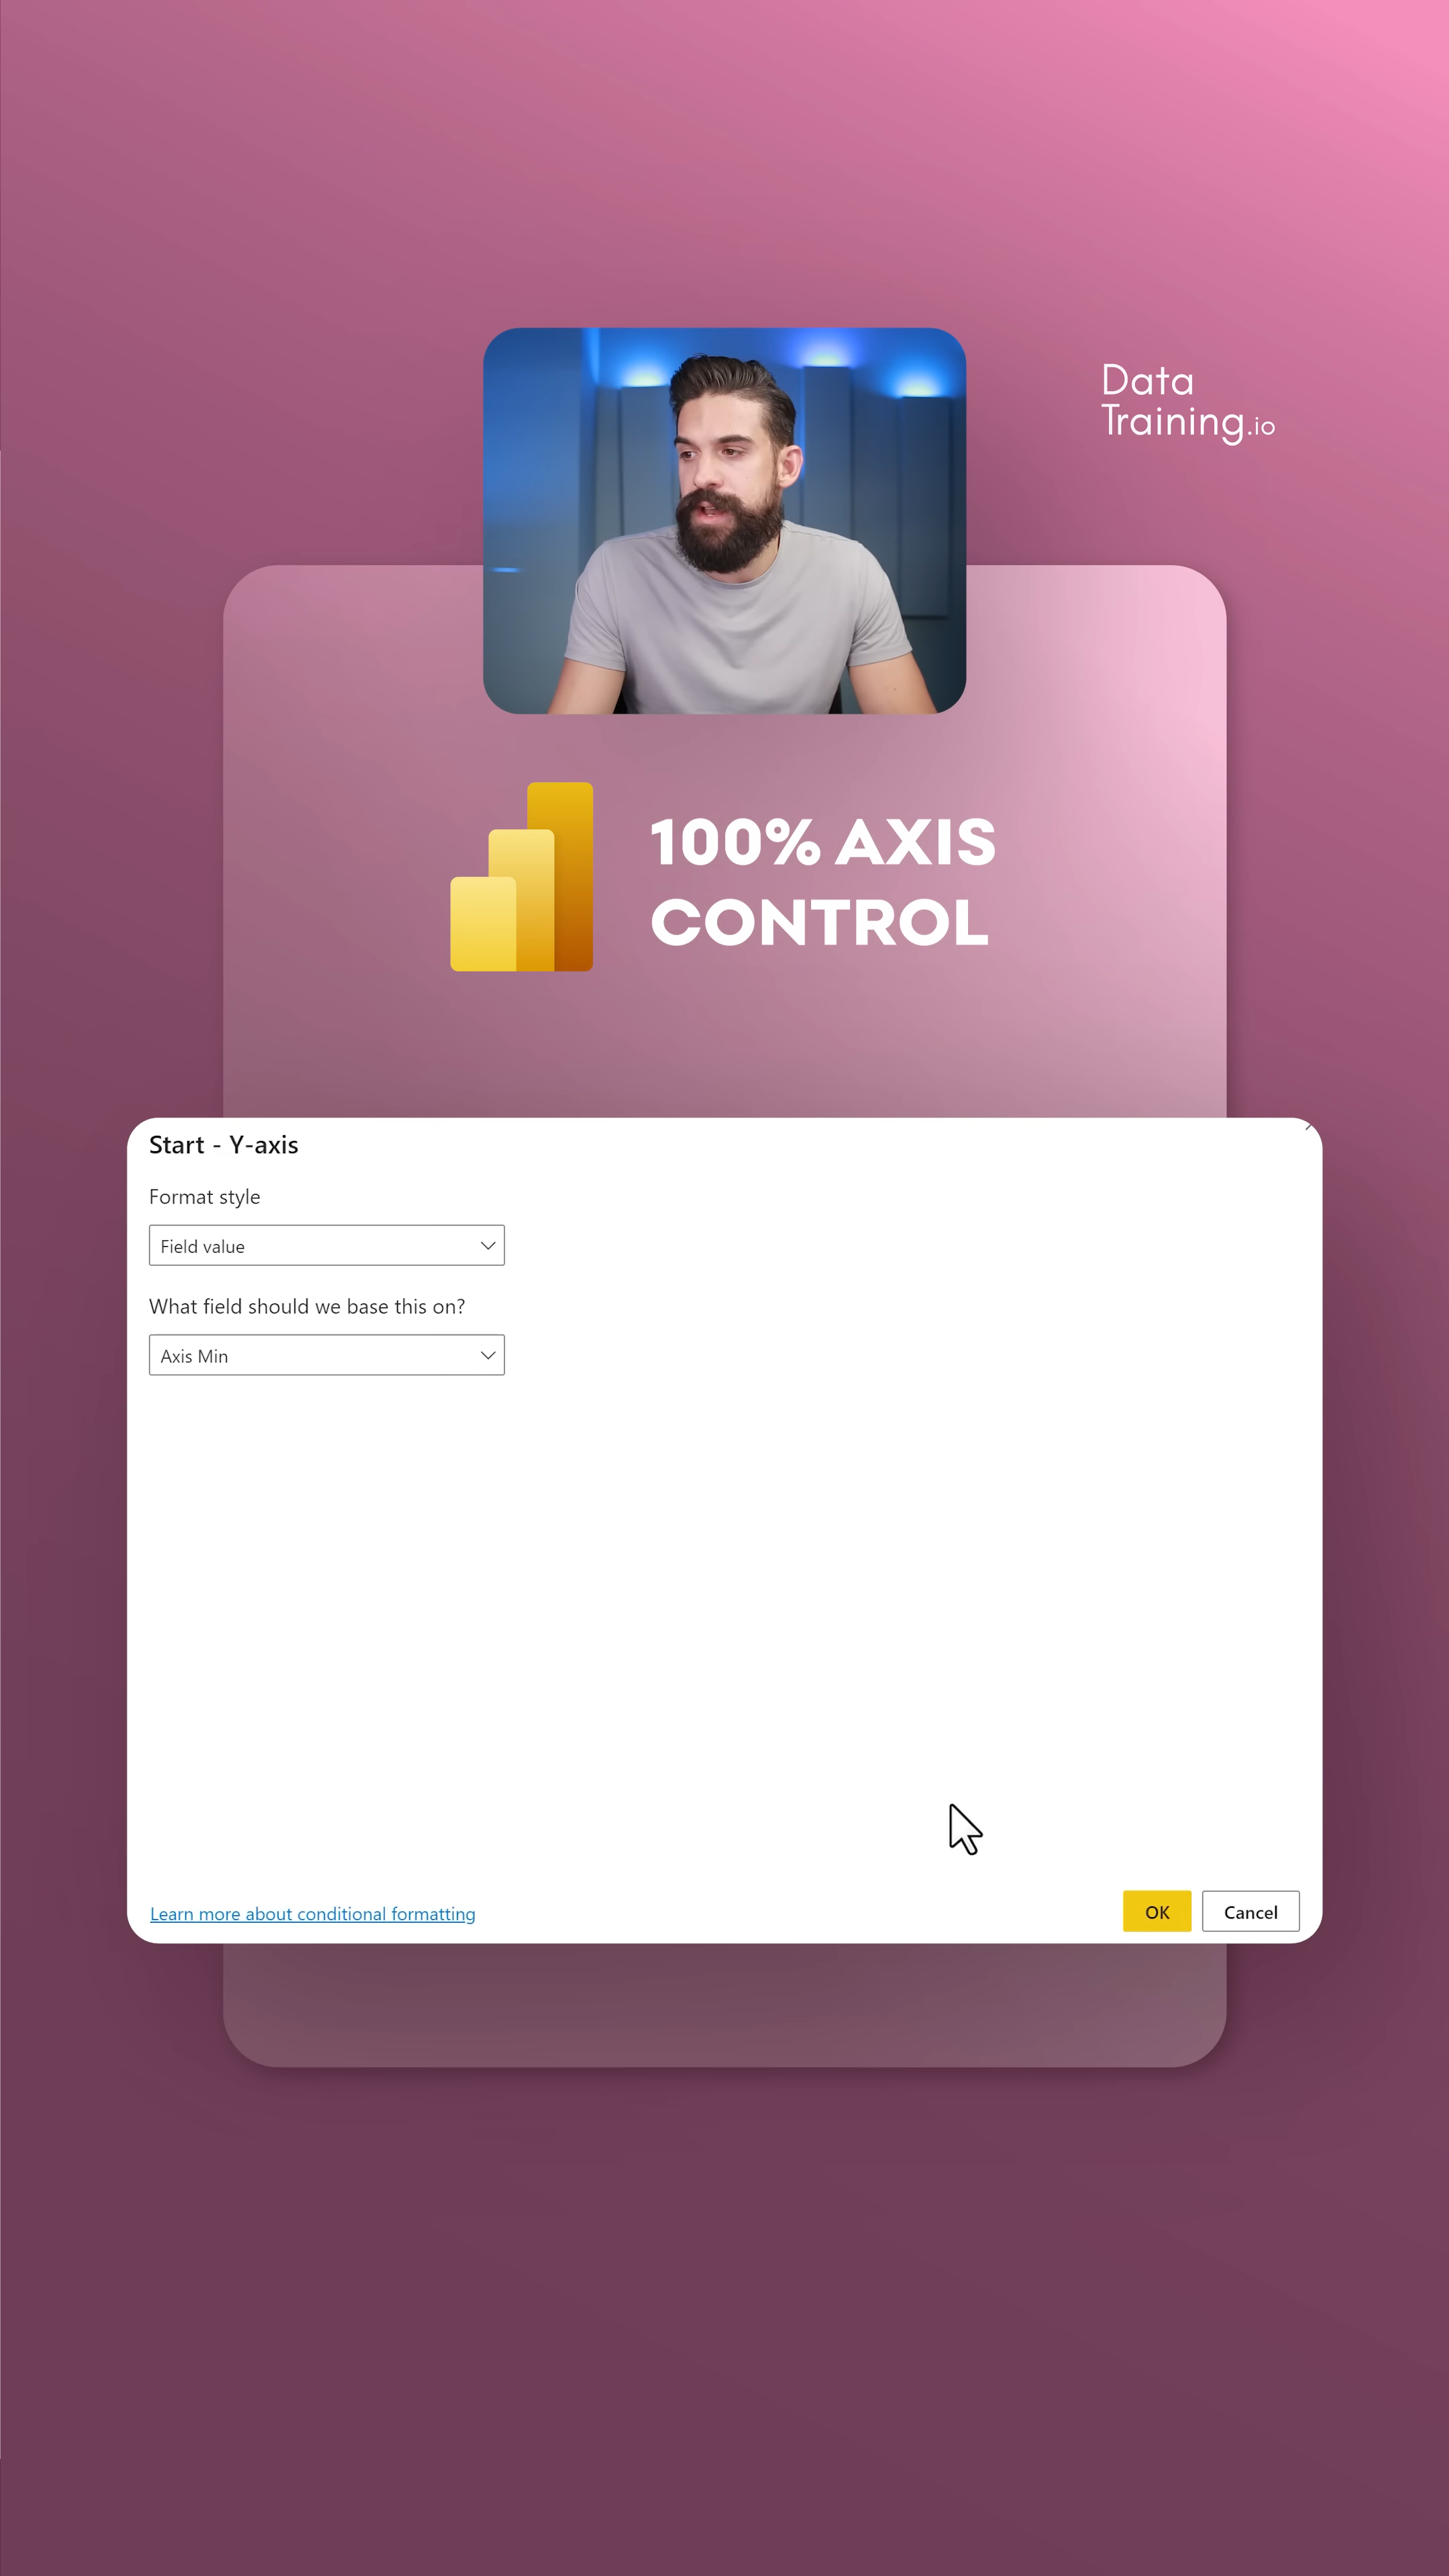 Data
Training.io
100% AXIS
CONTROL
Start - Y-axis
Format style
Field value
What field should we base this on?
Axis Min
Learn more about conditional formatting
OK
Cancel